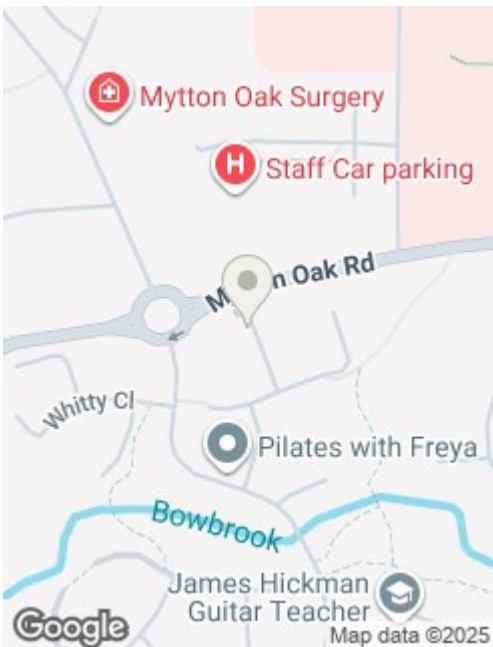 Mytton Oak Surgery
H
Staff Car parking
Mytton Oak Rd
Whitty Cl
Pilates with Freya
Bowbrook
James Hickman
Guitar Teacher
Google
Map data ©2025